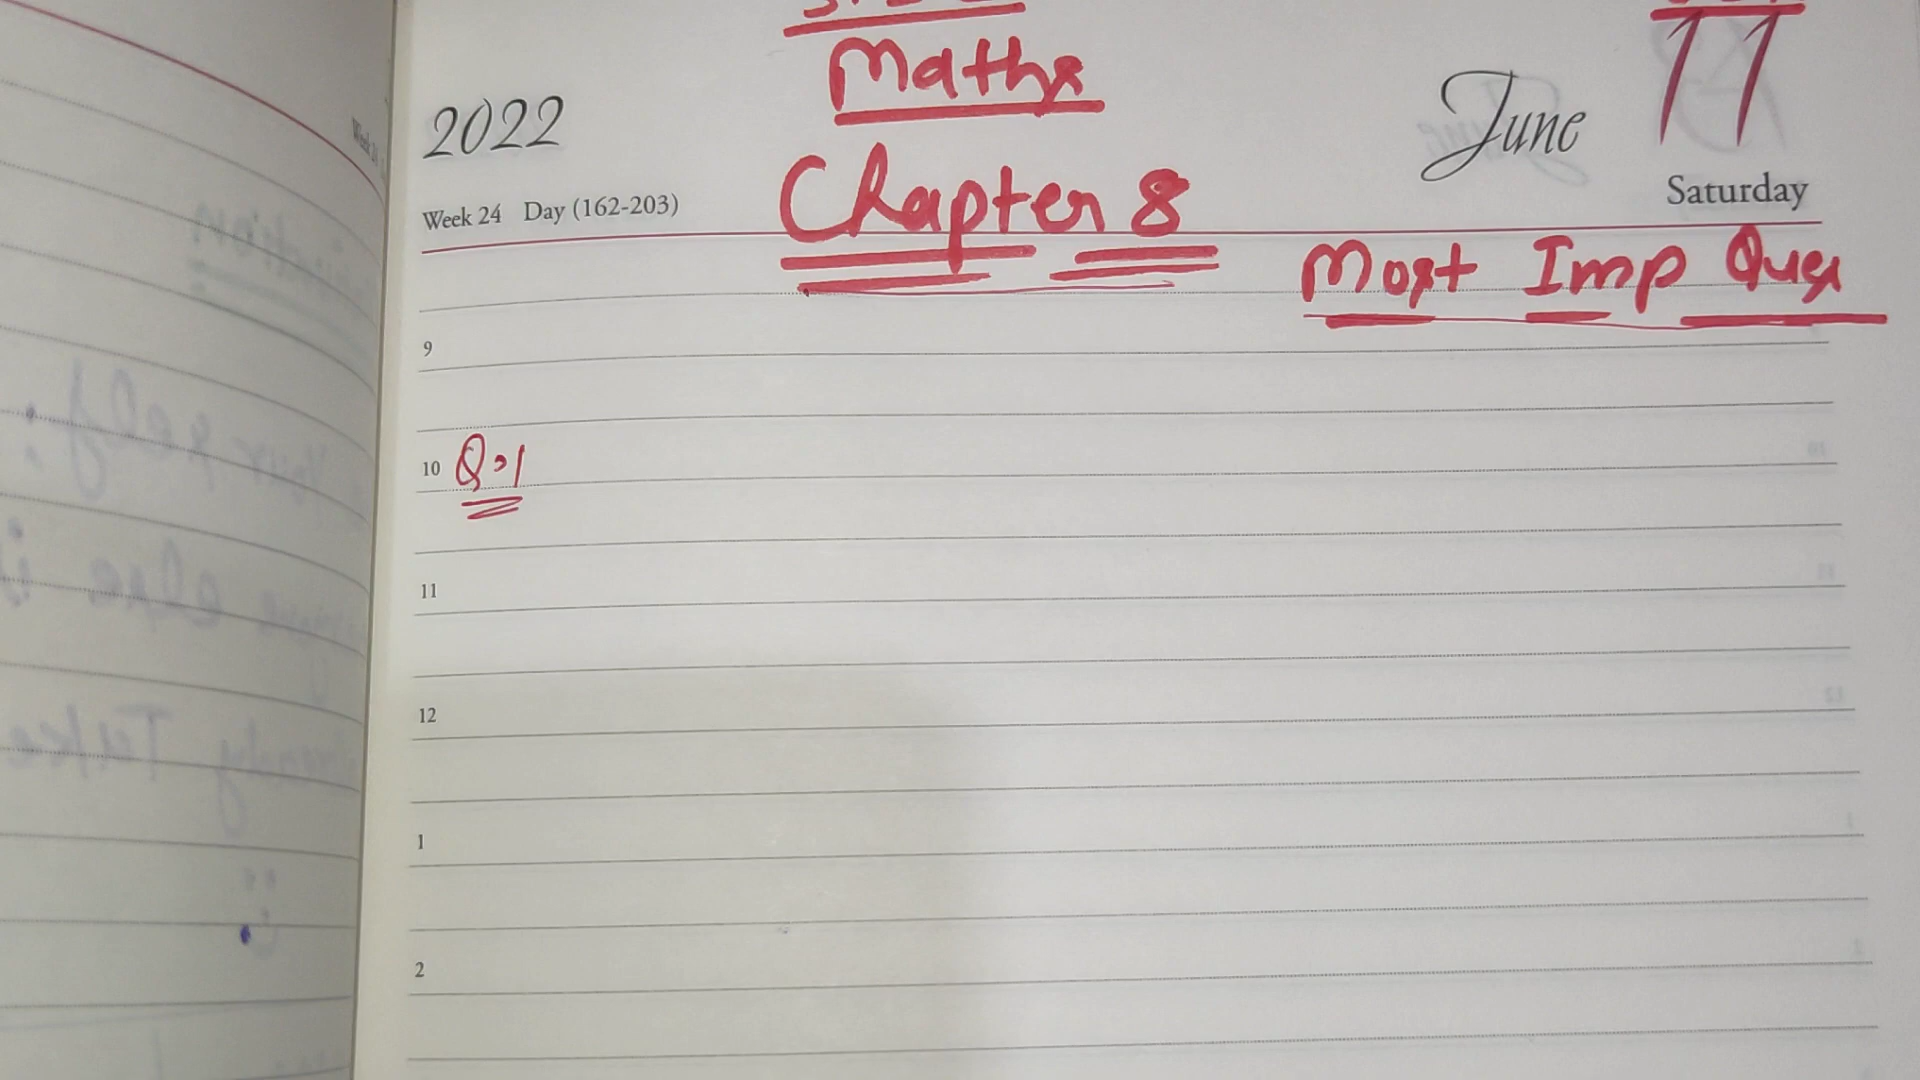 Maths
2022
June 11
Chapter 8
Week 24 Day (162-203)
Saturday
Most Imp Ques
9
10 Q.1
11
12
1
2